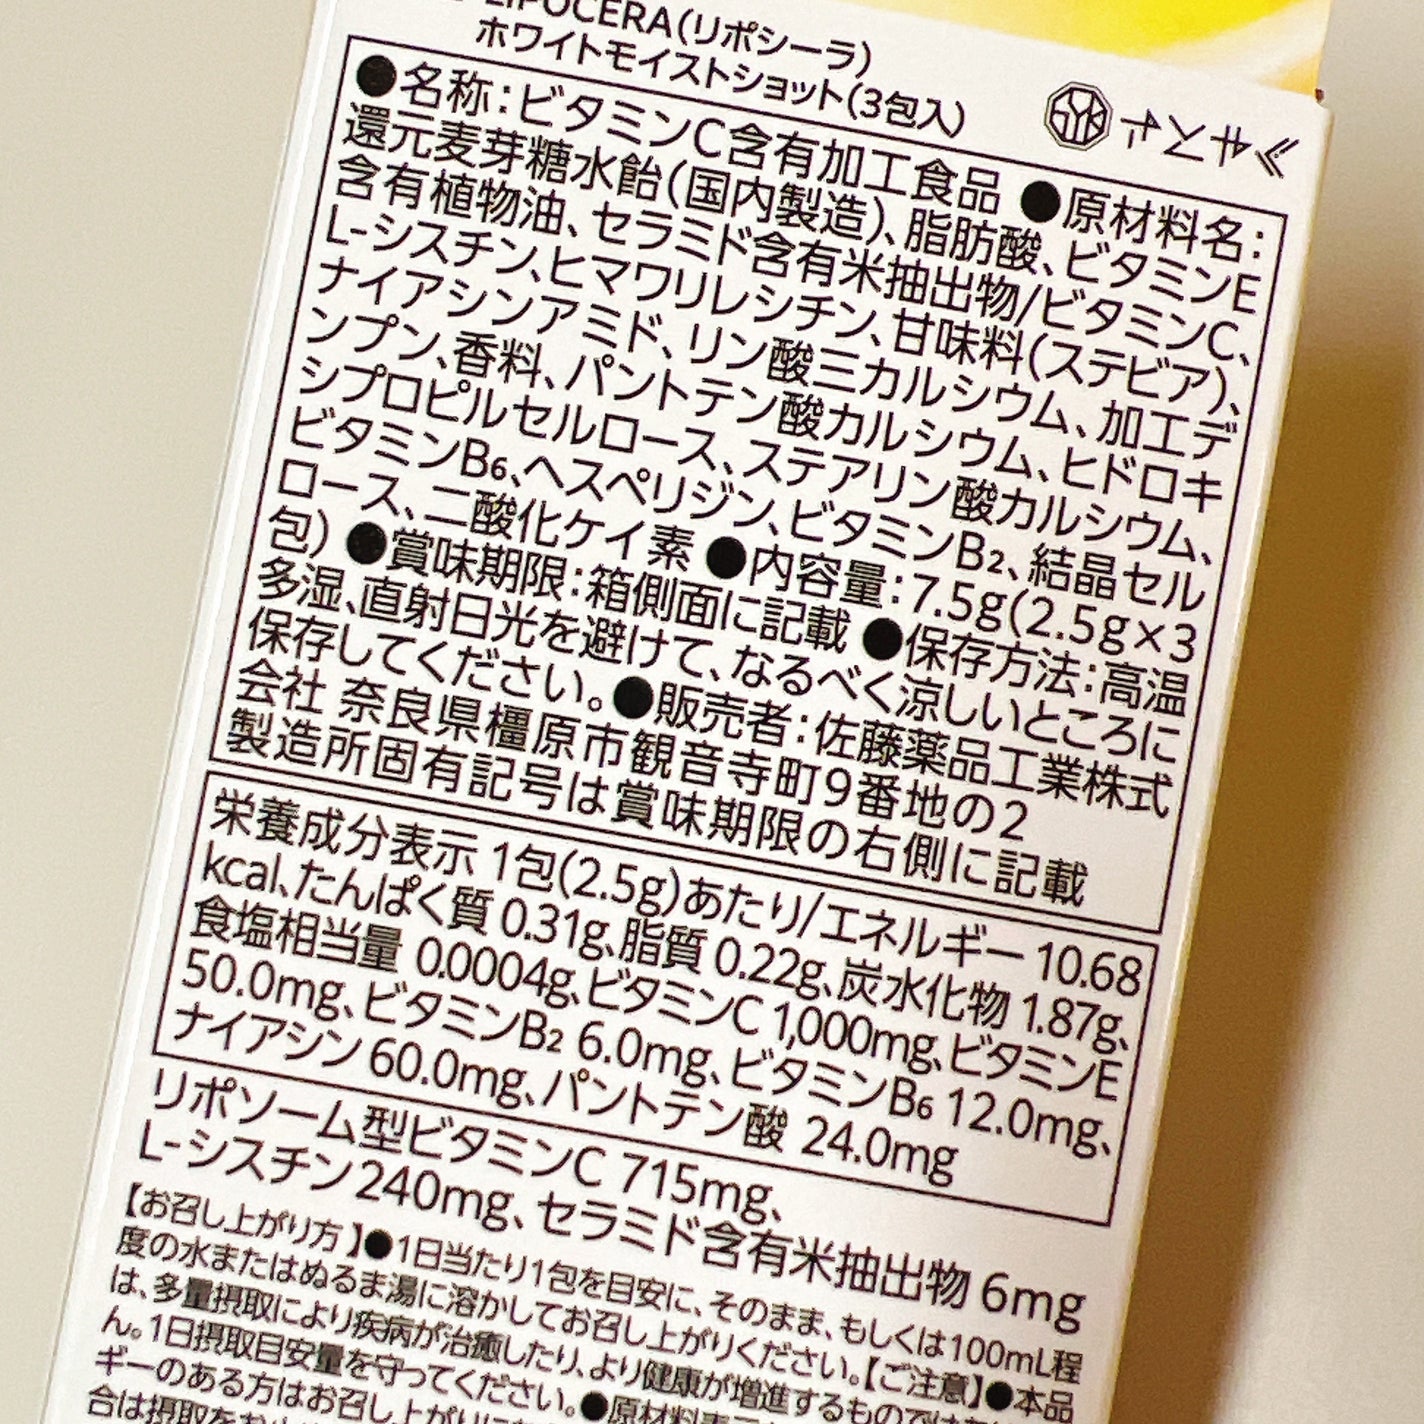 LIPOCERA(リポシーラ)
ホワイトモイストショット(3包入)
●名称:ビタミンC含有加工食品 ●原材料名:
還元麦芽糖水飴(国内製造)、脂肪酸、ビタミンE
含有植物油、セラミド含有米抽出物/ビタミンC、
L-シスチン、ヒマワリレシチン、甘味料(ステビア)、
ナイアシンアミド、リン酸三カルシウム、加工デ
ンプン、香料、パントテン酸カルシウム、ヒドロキ
シプロピルセルロース、ステアリン酸カルシウム、
ビタミンB₆、ヘスペリジン、ビタミンB₂、結晶セル
ロース、二酸化ケイ素 ●内容量:7.5g(2.5g×3
包) ●賞味期限:箱側面に記載 ●保存方法:高温
多湿、直射日光を避けて、なるべく涼しいところに
保存してください。●販売者:佐藤薬品工業株式
会社 奈良県橿原市観音寺町9番地の2
製造所固有記号は賞味期限の右側に記載
栄養成分表示 1包(2.5g)あたり/エネルギー 10.68
kcal、たんぱく質 0.31g、脂質 0.22g、炭水化物 1.87g、
食塩相当量 0.0004g、ビタミンC 1,000mg、ビタミンE
50.0mg、ビタミンB₂ 6.0mg、ビタミンB₆ 12.0mg、
ナイアシン 60.0mg、パントテン酸 24.0mg
リポソーム型ビタミンC 715mg、
L-シスチン240mg、セラミド含有米抽出物 6mg
【お召し上がり方】●1日当たり1包を目安に、そのまま、もしくは100mL程
度の水またはぬるま湯に溶かしてお召し上がりください。【ご注意】●本品
は、多量摂取により疾病が治癒したり、より健康が増進するものではありませ
ん。1日摂取目安量を守ってください。●原材料
ギーのある方はお召し上がりに
合は摂取を